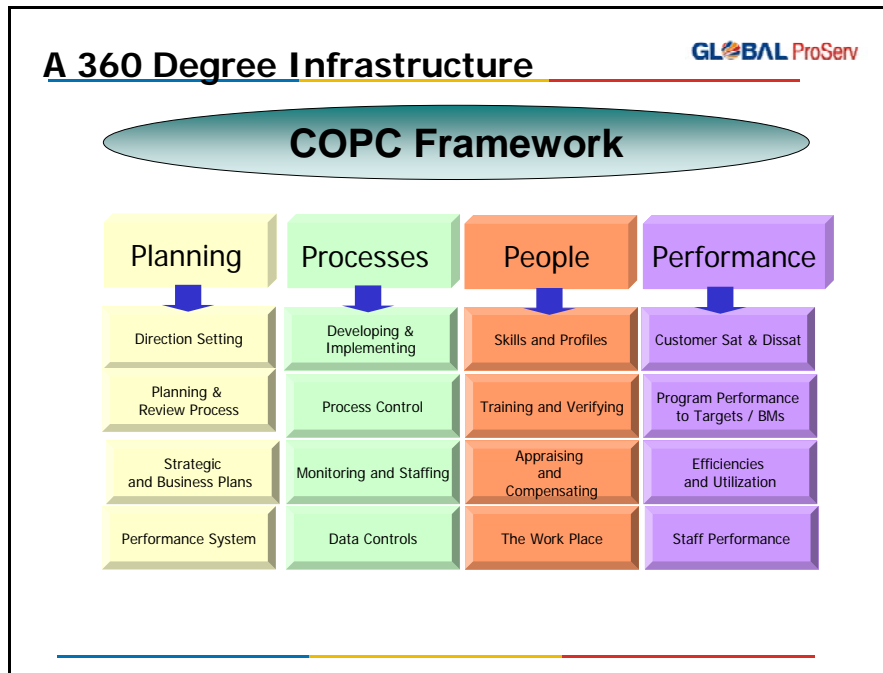 A 360 Degree Infrastructure
GLOBAL ProServ
COPC Framework
Planning
Processes
People
Performance
Direction Setting
Developing &
Implementing
Skills and Profiles
Customer Sat & Dissat
Planning &
Review Process
Process Control
Training and Verifying
Program Performance
to Targets / BMs
Strategic
and Business Plans
Monitoring and Staffing
Appraising
and
Compensating
Efficiencies
and Utilization
Performance System
Data Controls
The Work Place
Staff Performance